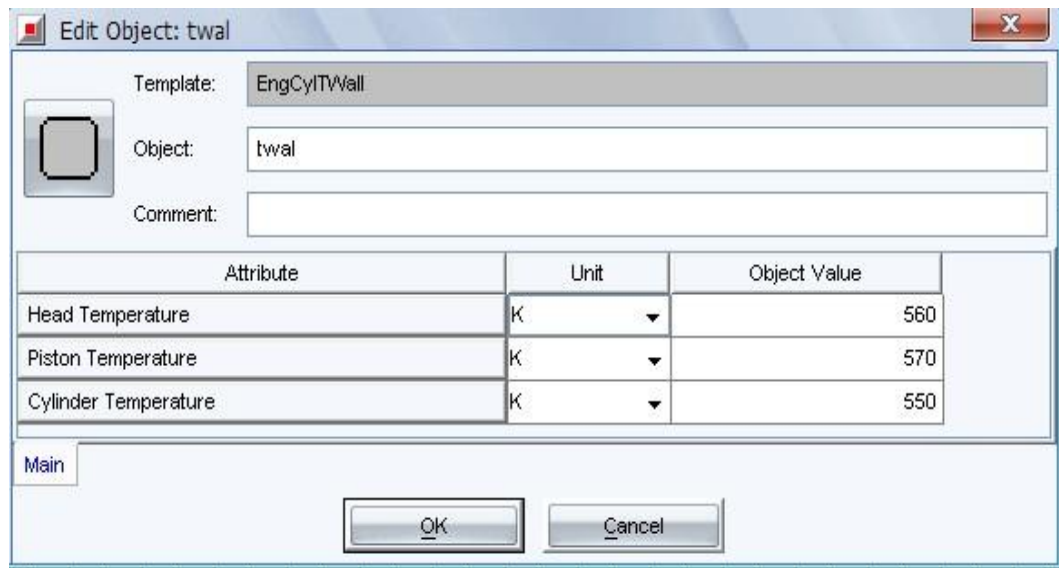 Edit Object: twal
Template: EngCylTWall
Object: twal
Comment:
Attribute Unit Object Value
Head Temperature K 560
Piston Temperature K 570
Cylinder Temperature K 550
Main
OK Cancel